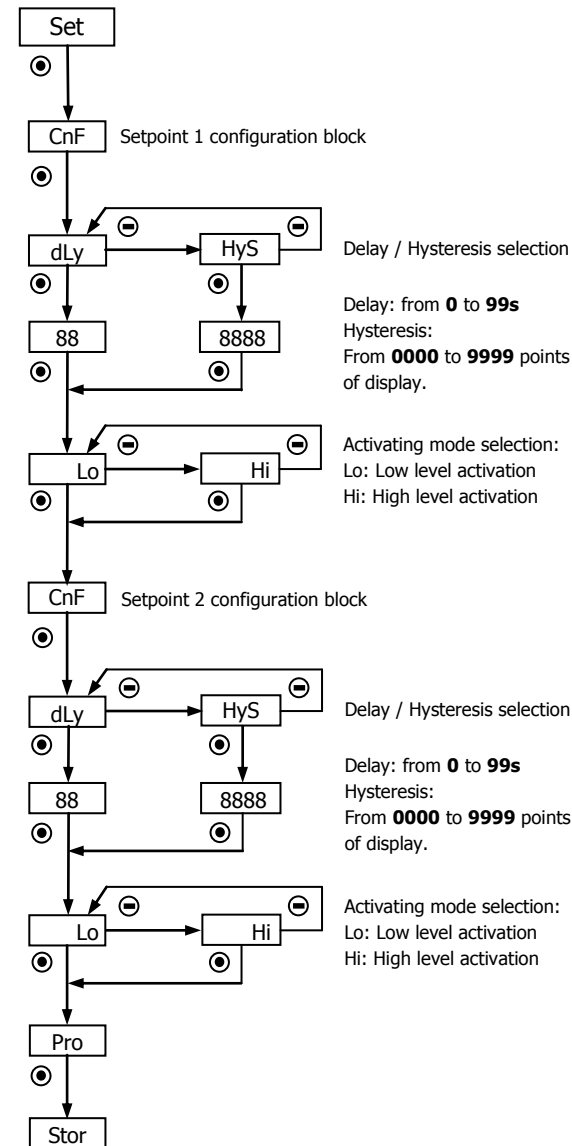 Set
CnF Setpoint 1 configuration block
dLy HyS Delay / Hysteresis selection
Delay: from 0 to 99s
88 8888 Hysteresis:
From 0000 to 9999 points
of display.
Activating mode selection:
Lo Hi Lo: Low level activation
Hi: High level activation
CnF Setpoint 2 configuration block
dLy HyS Delay / Hysteresis selection
Delay: from 0 to 99s
88 8888 Hysteresis:
From 0000 to 9999 points
of display.
Activating mode selection:
Lo Hi Lo: Low level activation
Hi: High level activation
Pro
Stor